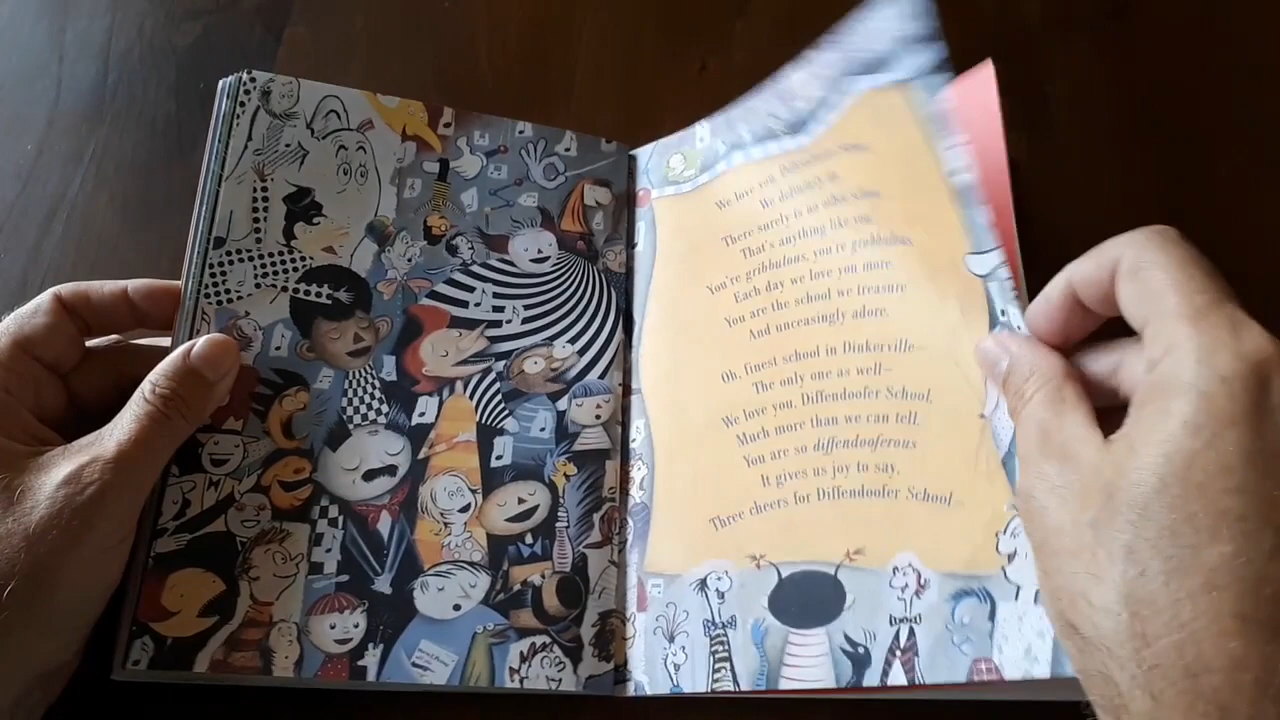 We love you
We definitely do.
There surely is no other school
That's anything like you.
You're gribbulous, you're grobbulous,
Each day we love you more.
You are the school we treasure
And unceasingly adore.
Oh, finest school in Dinkerville—
The only one as well—
We love you, Diffendoofer School,
Much more than we can tell.
You are so diffendooferous
It gives us joy to say,
Three cheers for Diffendoofer School